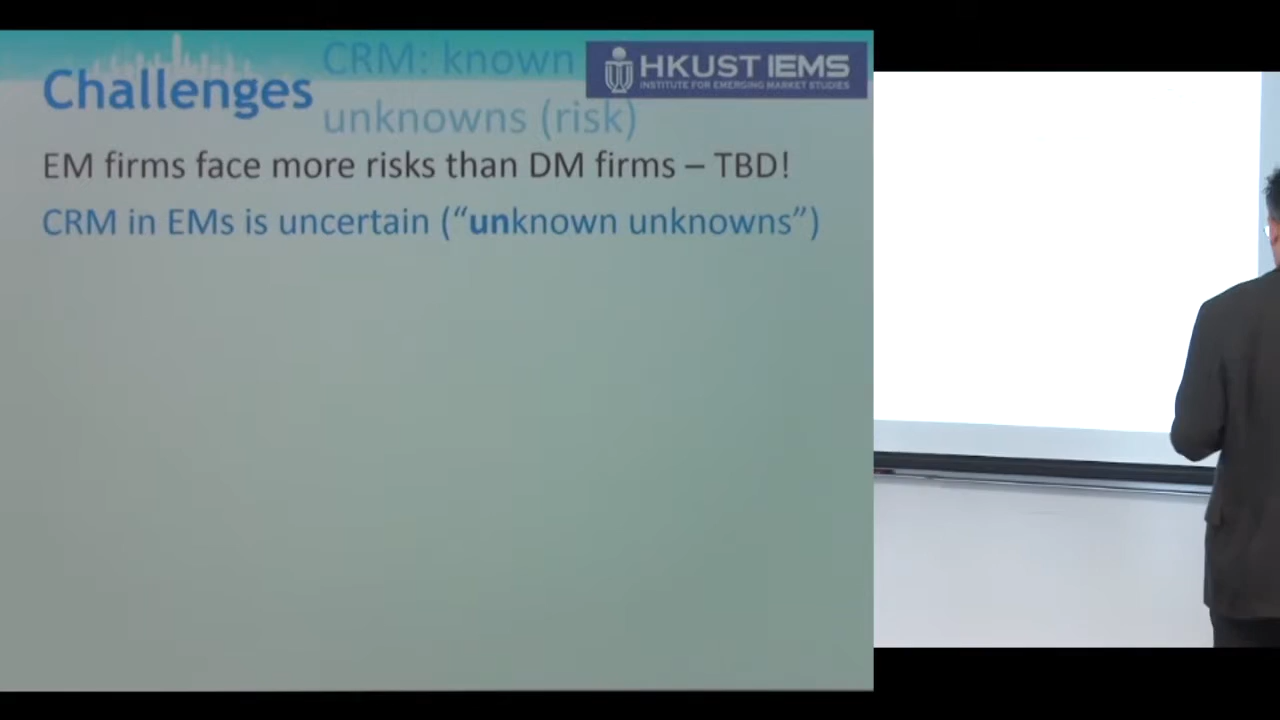 Challenges
CRM: known
unknowns (risk)
HKUST IEMS
INSTITUTE FOR EMERGING MARKET STUDIES
EM firms face more risks than DM firms – TBD!
CRM in EMs is uncertain (“unknown unknowns”)